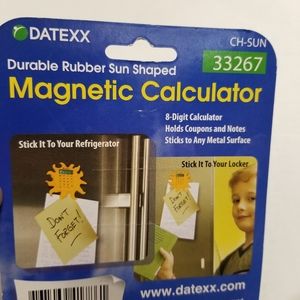 DATEXX
CH-SUN
33267
Durable Rubber Sun Shaped
Magnetic Calculator
8-Digit Calculator
Holds Coupons and Notes
Sticks to Any Metal Surface
Stick It To Your Refrigerator
Stick It To Your Locker
DON'T
FORGET!
DON'T
FORGET!
www.datexx.com